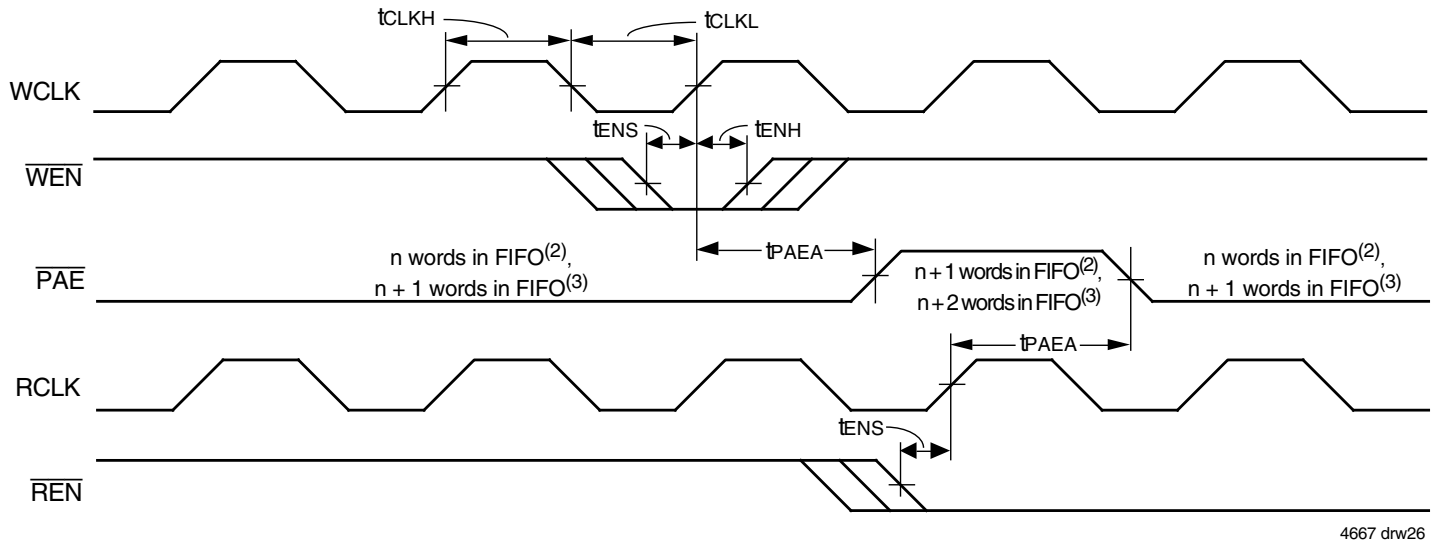 tCLKH
tCLKL
WCLK
tENS
tENH
WEN
tPAEA
PAE
n words in FIFO(2),
n + 1 words in FIFO(3)
n + 1 words in FIFO(2),
n + 2 words in FIFO(3)
n words in FIFO(2),
n + 1 words in FIFO(3)
tPAEA
RCLK
tENS
REN
4667 drw26